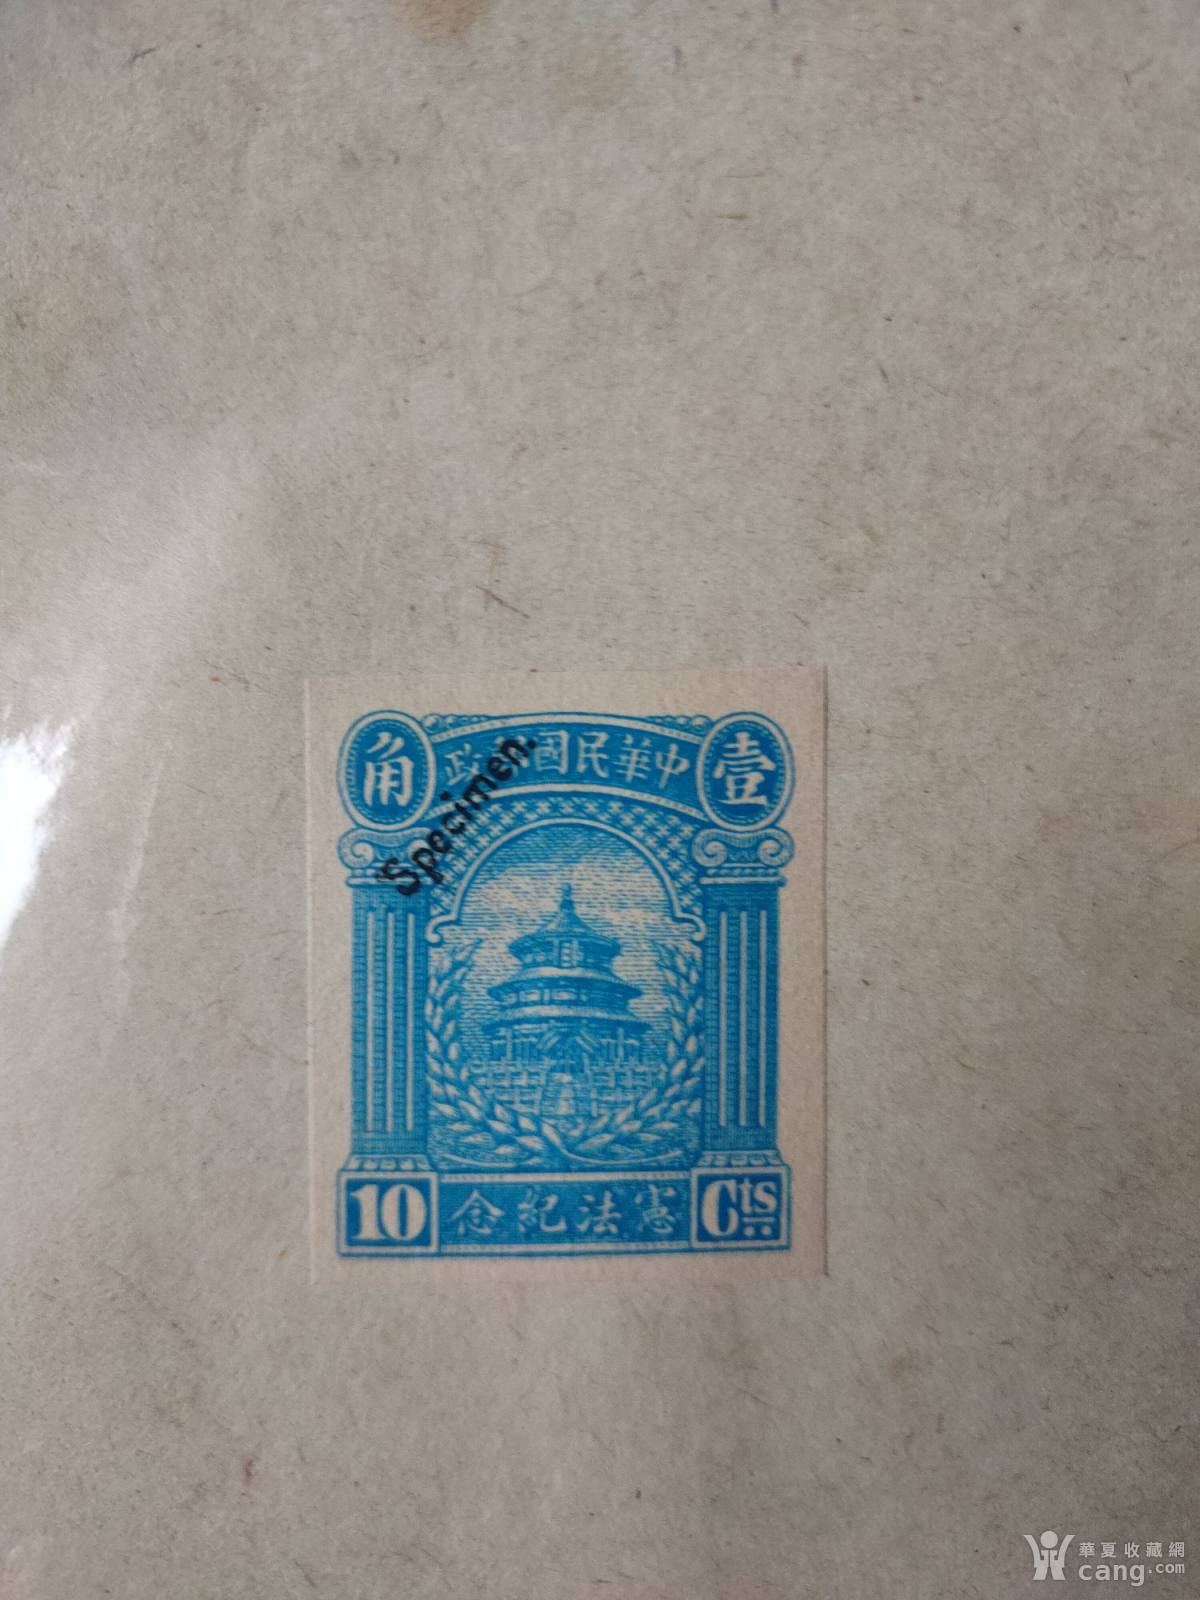 壹
中華民國郵政
角
Specimen.
10
憲法紀念
Cts
華夏收藏網
cang.com